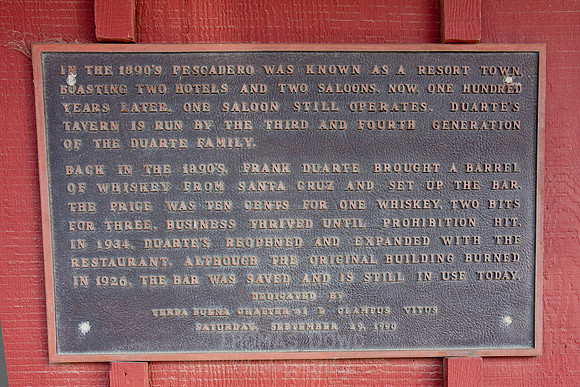 IN THE 1890'S PESCADERO WAS KNOWN AS A RESORT TOWN,
BOASTING TWO HOTELS AND TWO SALOONS. NOW, ONE HUNDRED
YEARS LATER, ONE SALOON STILL OPERATES. DUARTE'S
TAVERN IS RUN BY THE THIRD AND FOURTH GENERATION
OF THE DUARTE FAMILY.
BACK IN THE 1890'S, FRANK DUARTE BROUGHT A BARREL
OF WHISKEY FROM SANTA CRUZ AND SET UP THE BAR.
THE PRICE WAS TEN CENTS FOR ONE WHISKEY, TWO BITS
FOR THREE, BUSINESS THRIVED UNTIL PROHIBITION HIT.
IN 1934, DUARTE'S REOPENED AND EXPANDED WITH THE
RESTAURANT, ALTHOUGH THE ORIGINAL BUILDING BURNED
IN 1926, THE BAR WAS SAVED AND IS STILL IN USE TODAY.
DEDICATED BY
YERBA BUENA CHAPTER #1 E CLAMPUS VITUS
SATURDAY, SEPTEMBER 29, 1990